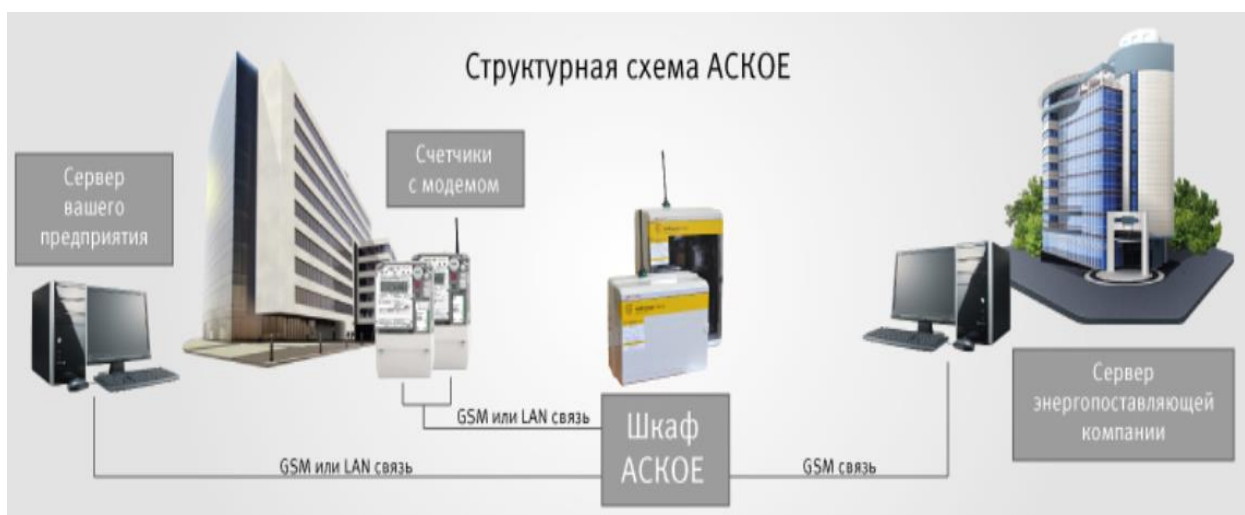 Структурная схема АСКОЕ
Сервер
вашего
предприятия
Счетчики
с модемом
GSM или LAN связь
GSM или LAN связь
Шкаф
АСКОЕ
GSM связь
Сервер
энергопоставляющей
компании